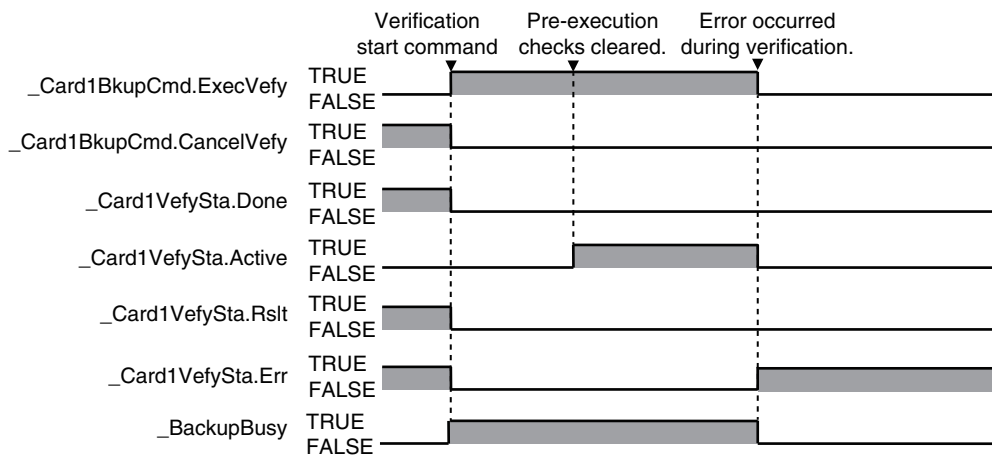 Verification
start command
Pre-execution
checks cleared.
Error occurred
during verification.
_Card1BkupCmd.ExecVefy
TRUE
FALSE
_Card1BkupCmd.CancelVefy
TRUE
FALSE
_Card1VefySta.Done
TRUE
FALSE
_Card1VefySta.Active
TRUE
FALSE
_Card1VefySta.Rslt
TRUE
FALSE
_Card1VefySta.Err
TRUE
FALSE
_BackupBusy
TRUE
FALSE